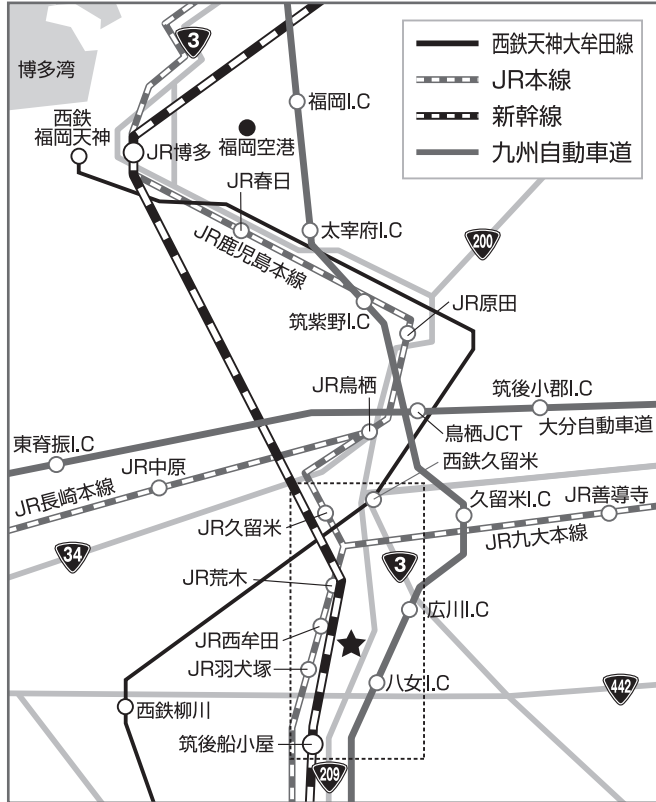 3
西鉄天神大牟田線
JR本線
新幹線
九州自動車道
博多湾
西鉄
福岡天神
福岡I.C
JR博多
福岡空港
JR春日
太宰府I.C
JR鹿児島本線
200
筑紫野I.C
JR原田
JR鳥栖
筑後小郡I.C
鳥栖JCT
大分自動車道
東脊振I.C
JR中原
西鉄久留米
JR長崎本線
JR久留米
久留米I.C
JR善導寺
JR九大本線
34
3
JR荒木
広川I.C
JR西牟田
JR羽犬塚
八女I.C
442
西鉄柳川
筑後船小屋
209